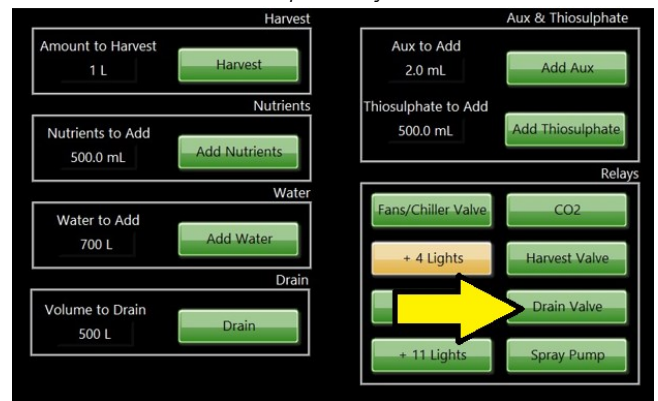 Harvest
Amount to Harvest
1 L
Harvest
Nutrients
Nutrients to Add
500.0 mL
Add Nutrients
Water
Water to Add
700 L
Add Water
Drain
Volume to Drain
500 L
Drain
Aux & Thiosulphate
Aux to Add
2.0 mL
Add Aux
Thiosulphate to Add
500.0 mL
Add Thiosulphate
Relays
Fans/Chiller Valve
CO2
+ 4 Lights
Harvest Valve
Drain Valve
+ 11 Lights
Spray Pump